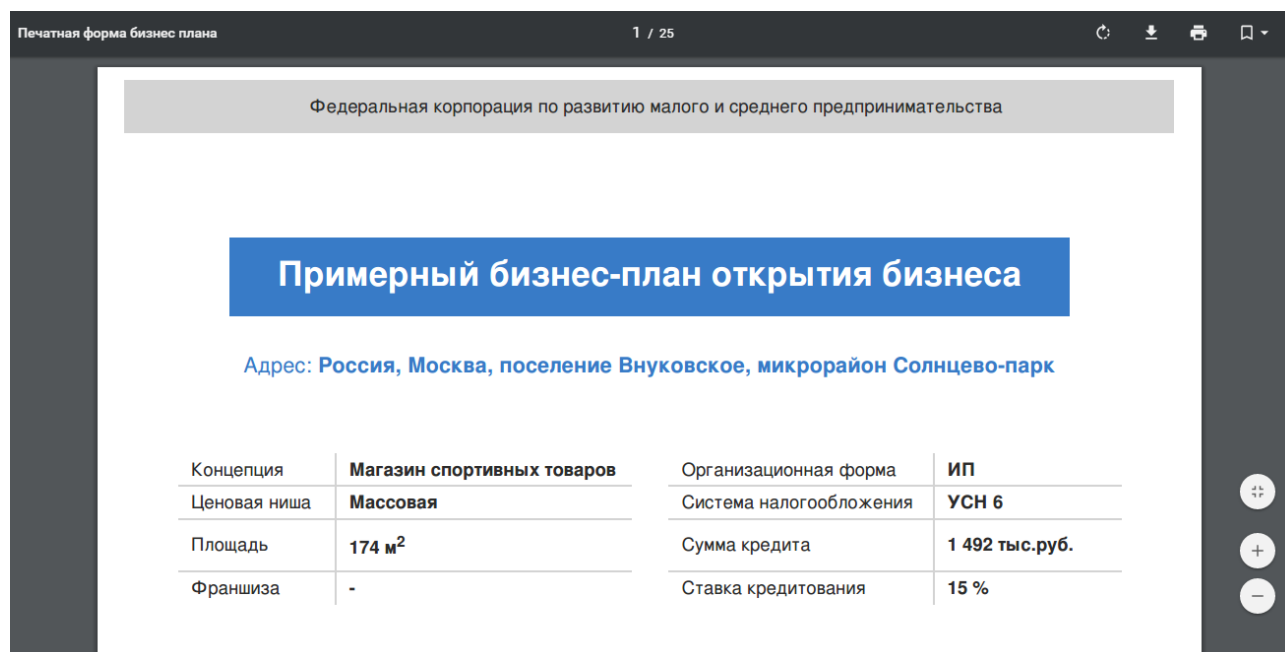 Печатная форма бизнес плана
1 / 25
Федеральная корпорация по развитию малого и среднего предпринимательства
Примерный бизнес-план открытия бизнеса
Адрес: Россия, Москва, поселение Внуковское, микрорайон Солнцево-парк
Концепция Магазин спортивных товаров Организационная форма ИП
Ценовая ниша Массовая Система налогообложения УСН 6
Площадь 174 м² Сумма кредита 1 492 тыс.руб.
Франшиза - Ставка кредитования 15 %